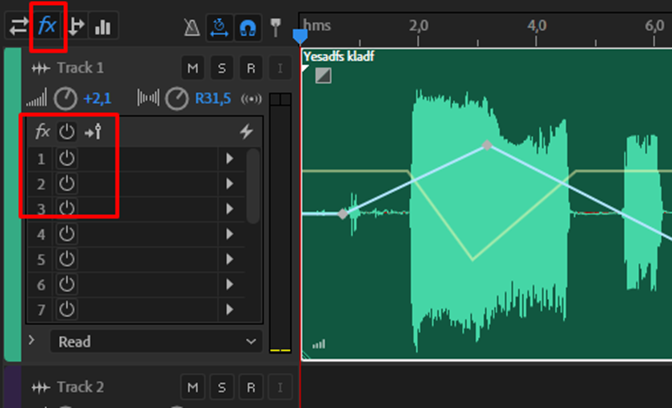 fx
hms 2,0 4,0 6,0
Yesadfs kladf
Track 1 M S R I
+2,1 R31,5
fx
1
2
3
4
5
6
7
Read
Track 2 M S R I